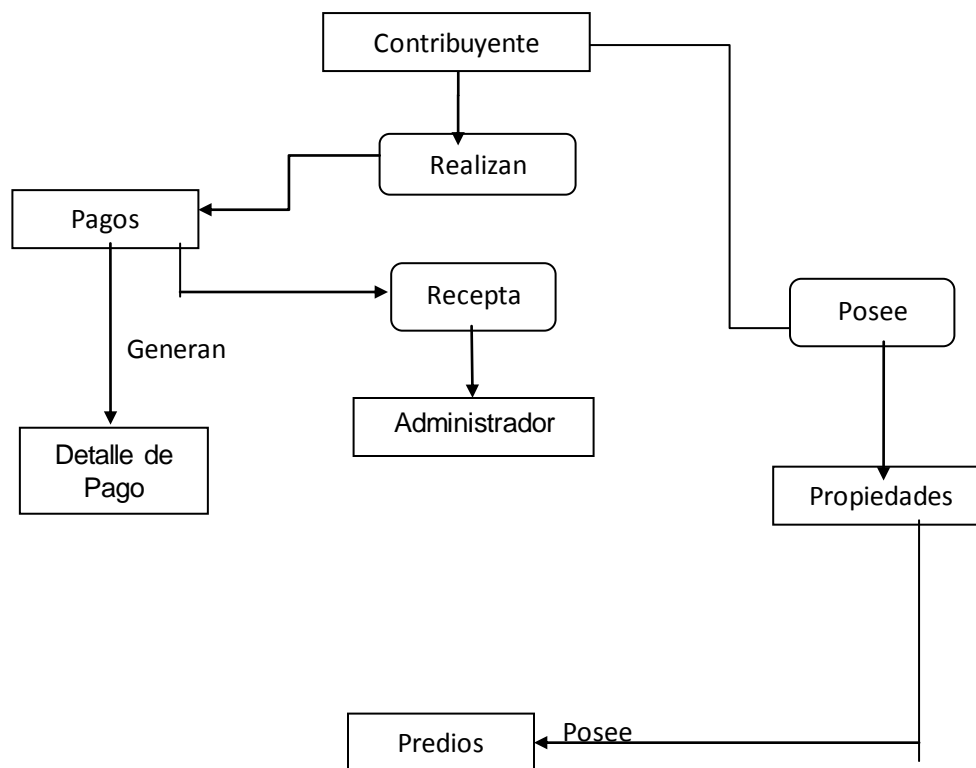 Contribuyente
Realizan
Pagos
Recepta
Posee
Generan
Administrador
Detalle de
Pago
Propiedades
Predios
Posee